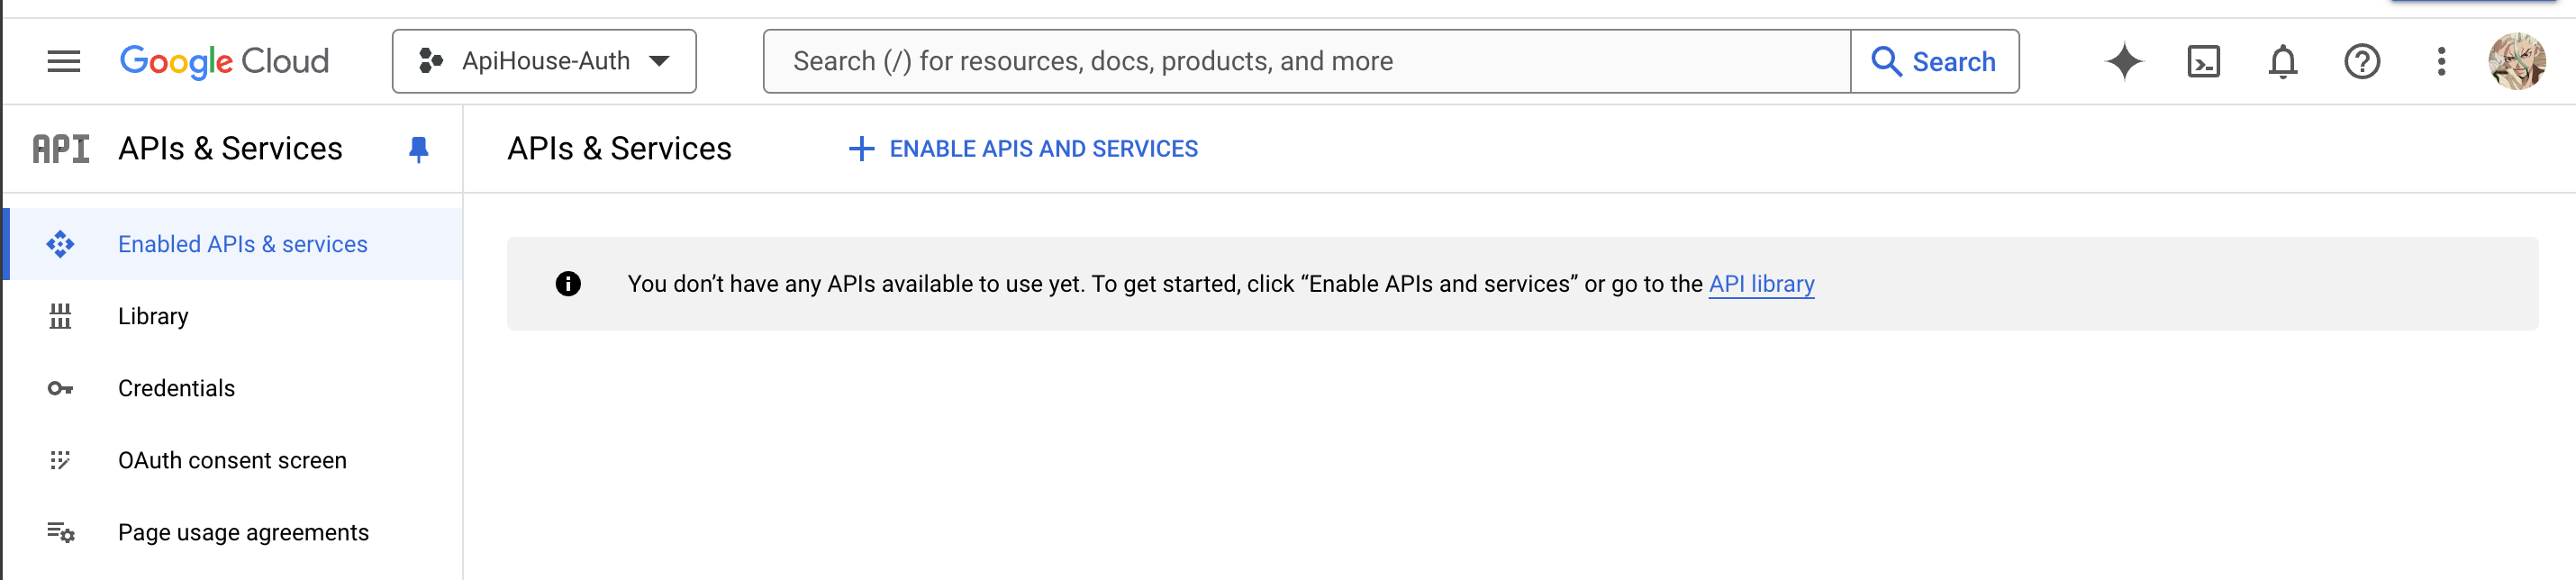 Google Cloud
ApiHouse-Auth
Search (/) for resources, docs, products, and more
Search
API
APIs & Services
APIs & Services
ENABLE APIS AND SERVICES
Enabled APIs & services
You don’t have any APIs available to use yet. To get started, click “Enable APIs and services” or go to the API library
Library
Credentials
OAuth consent screen
Page usage agreements